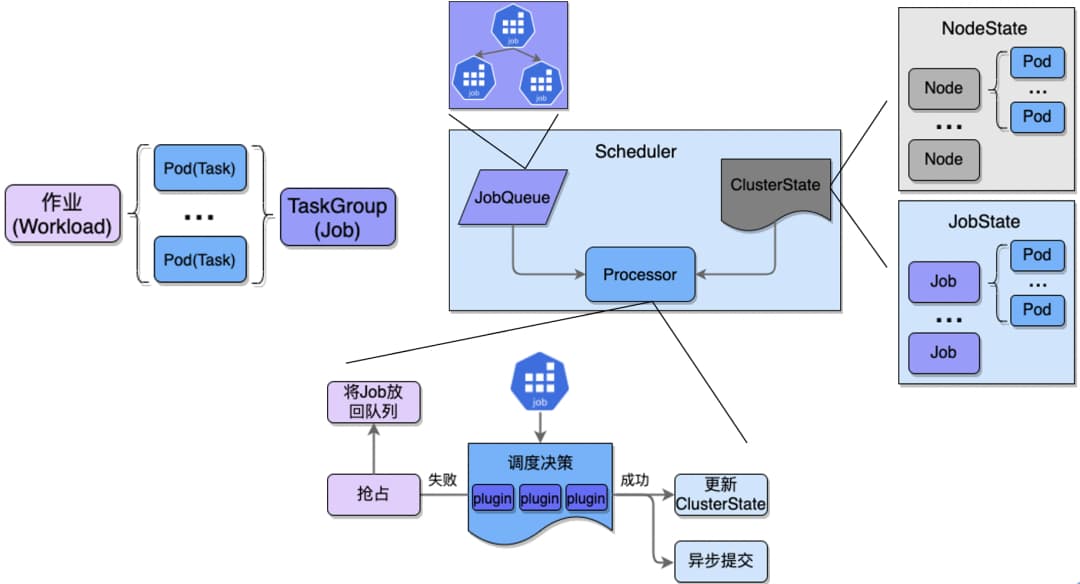 作业
(Workload)
Pod(Task)
...
Pod(Task)
TaskGroup
(Job)
job
job
job
Scheduler
JobQueue
ClusterState
Processor
NodeState
Node
...
Node
Pod
...
Pod
JobState
Job
...
Job
Pod
...
Pod
job
将Job放
回队列
抢占
失败
调度决策
plugin
plugin
plugin
成功
更新
ClusterState
异步提交